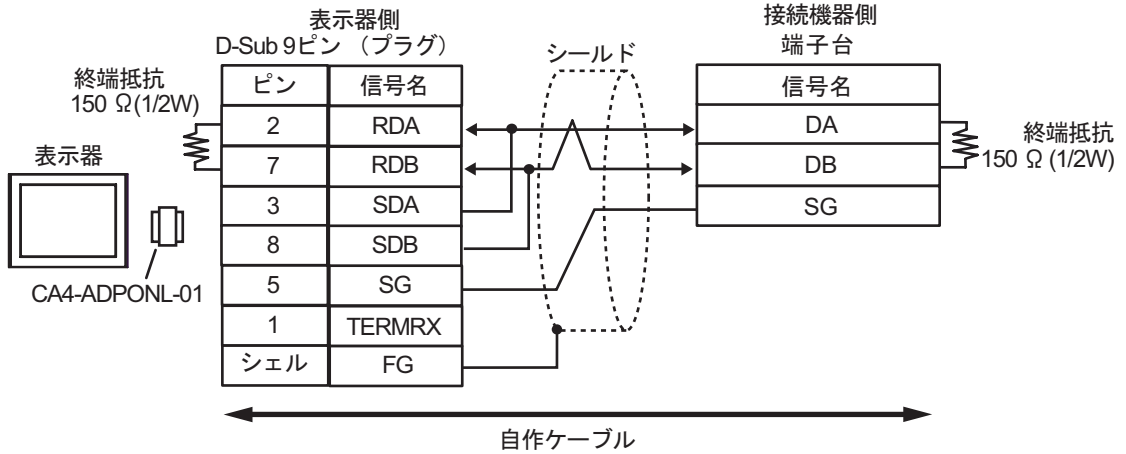 表示器側
D-Sub 9ピン （プラグ）
接続機器側
端子台
シールド
終端抵抗
150 Ω(1/2W)
ピン 信号名
2 RDA
7 RDB
3 SDA
8 SDB
5 SG
1 TERMRX
シェル FG
信号名
DA
DB
SG
終端抵抗
150 Ω (1/2W)
表示器
CA4-ADPONL-01
自作ケーブル